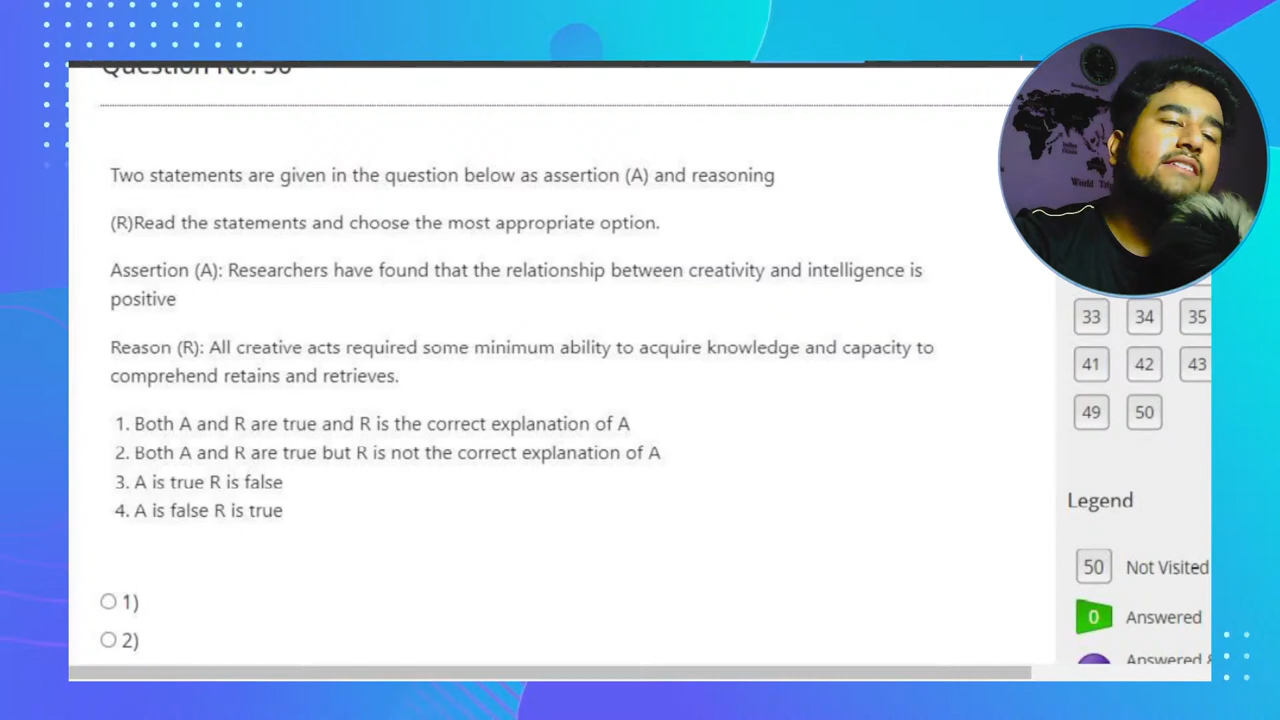 Question No. 50
Two statements are given in the question below as assertion (A) and reasoning
(R)Read the statements and choose the most appropriate option.
Assertion (A): Researchers have found that the relationship between creativity and intelligence is
positive
Reason (R): All creative acts required some minimum ability to acquire knowledge and capacity to
comprehend retains and retrieves.
1. Both A and R are true and R is the correct explanation of A
2. Both A and R are true but R is not the correct explanation of A
3. A is true R is false
4. A is false R is true
1)
2)
33 34 35
41 42 43
49 50
Legend
50 Not Visited
0 Answered
Answered &
World